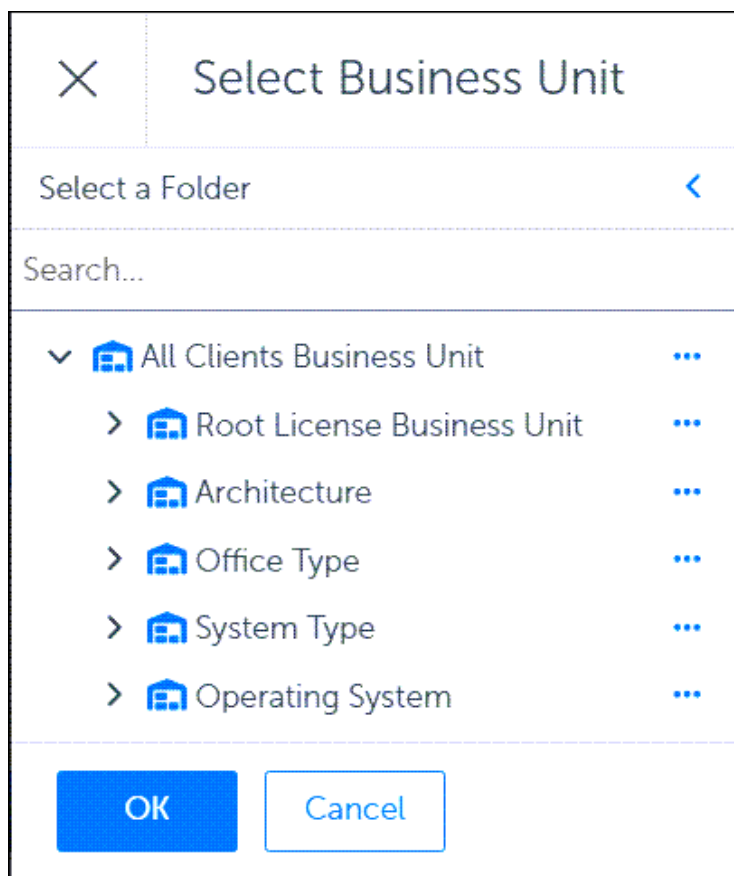 Select Business Unit
Select a Folder
Search...
All Clients Business Unit
Root License Business Unit
Architecture
Office Type
System Type
Operating System
OK Cancel